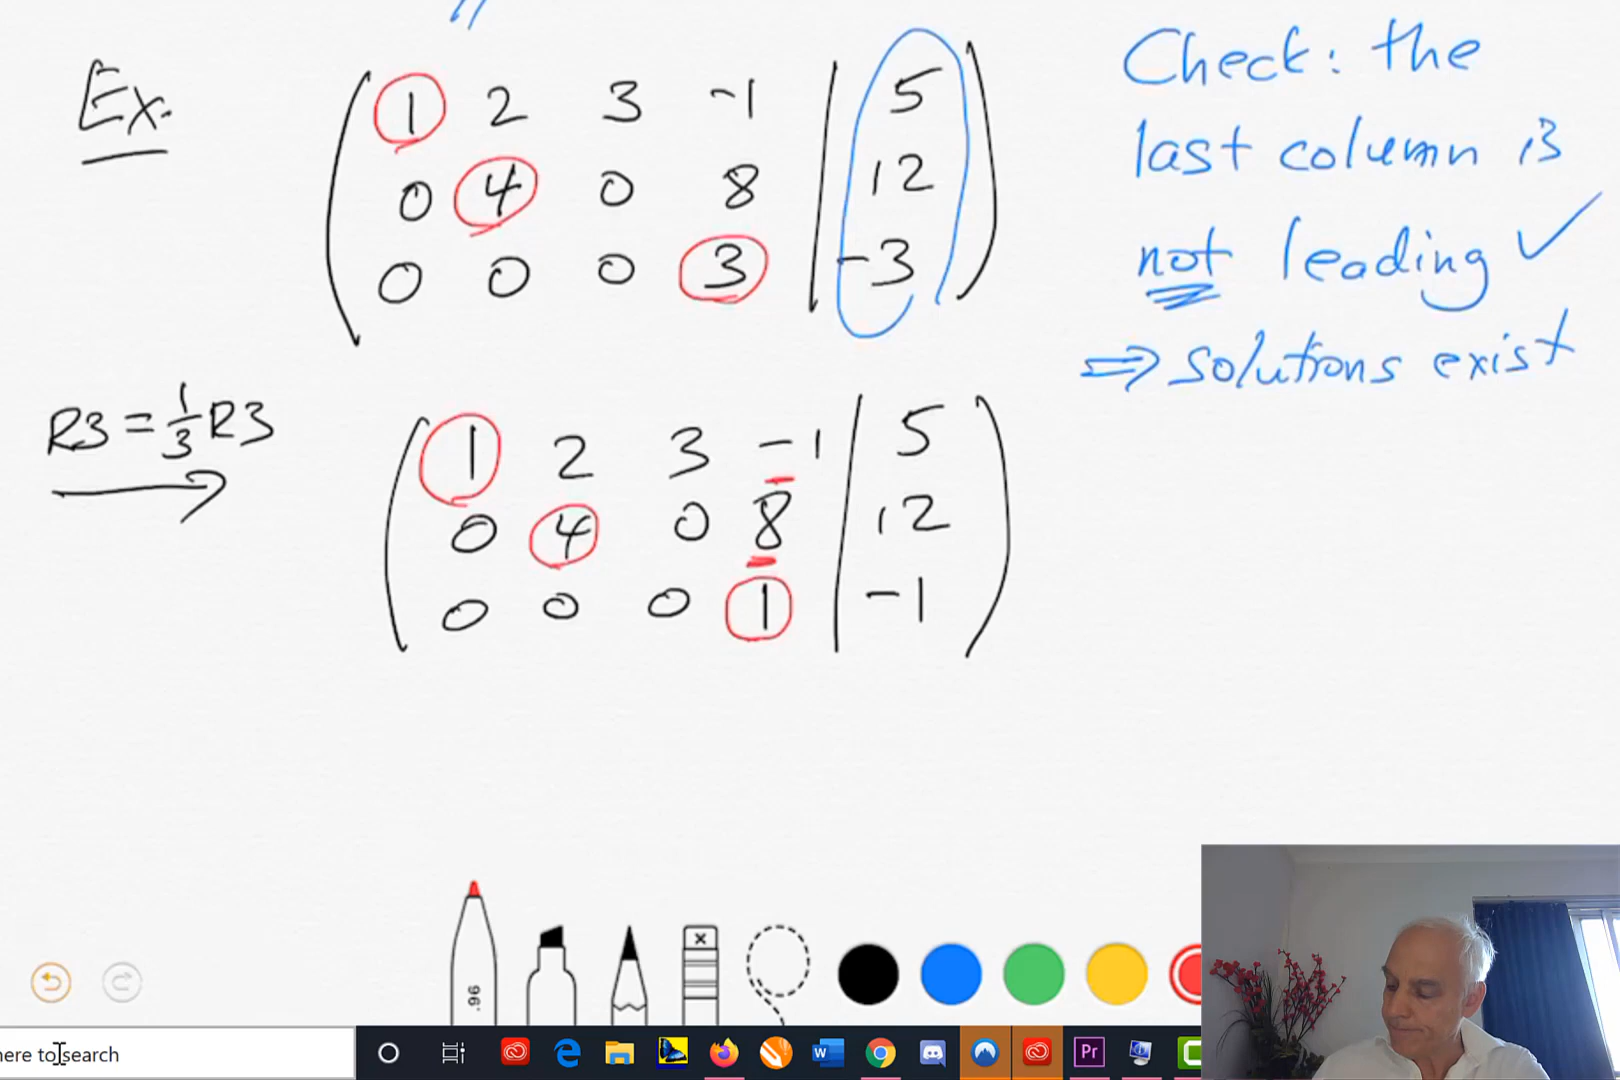 Ex.
1 2 3 -1 | 5
0 4 0 8 | 12
0 0 0 3 | -3
Check: the
last column is
not leading ✓
⇒ solutions exist
R3 = 1/3 R3
1 2 3 -1 | 5
0 4 0 8 | 12
0 0 0 1 | -1
.96
here to search
W
Pr